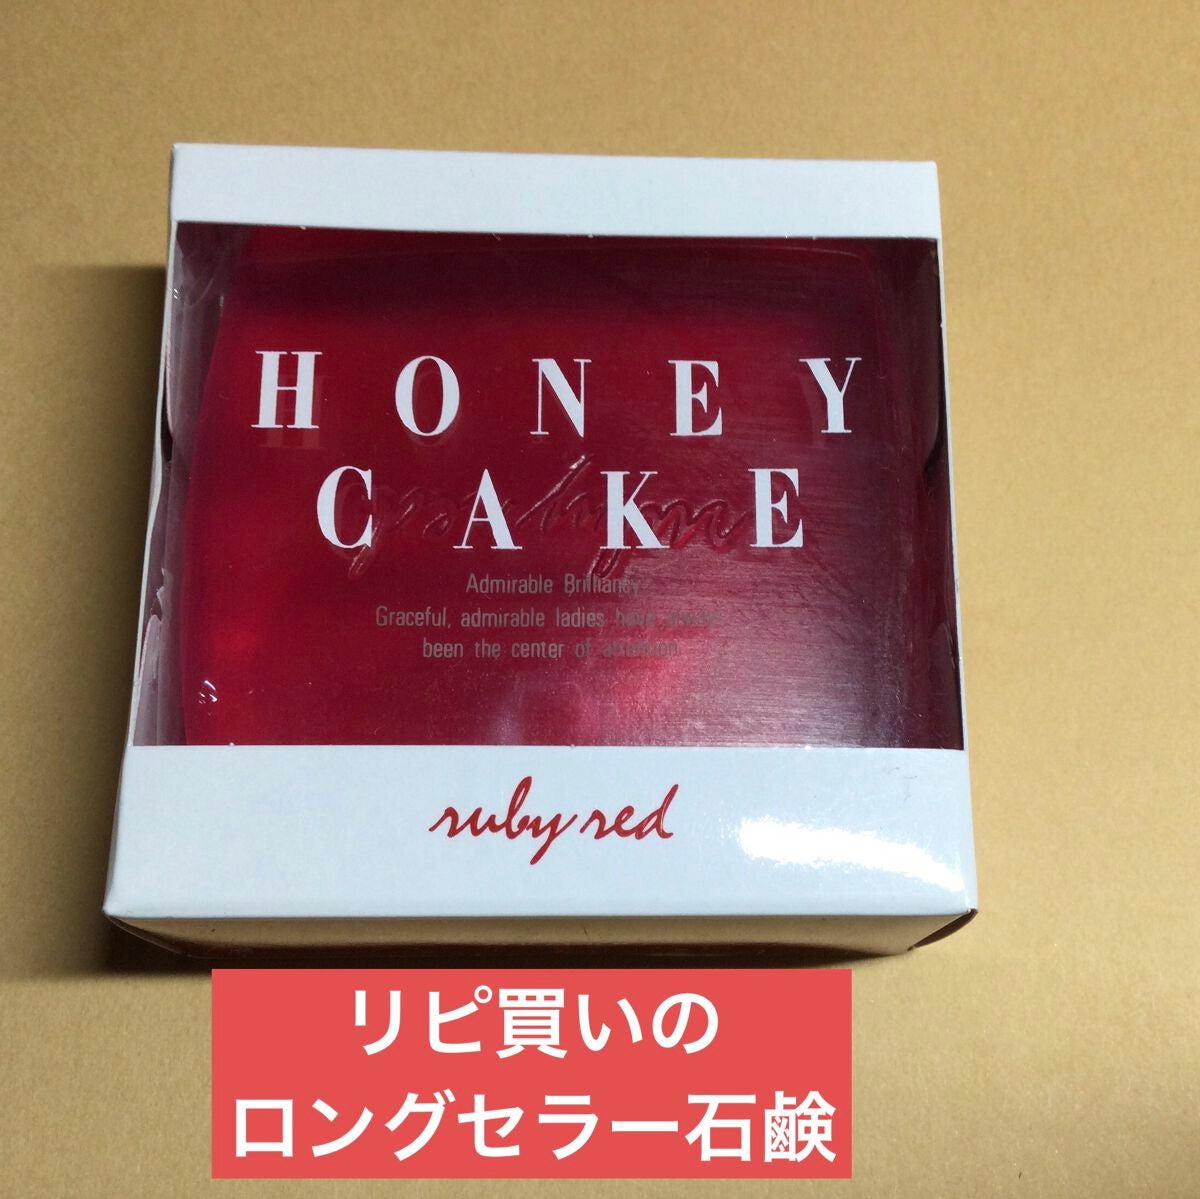 HONEY
CAKE
Admirable Brilliancy
Graceful, admirable ladies have always
been the center of attention.
ruby red
リピ買いの
ロングセラー石鹸